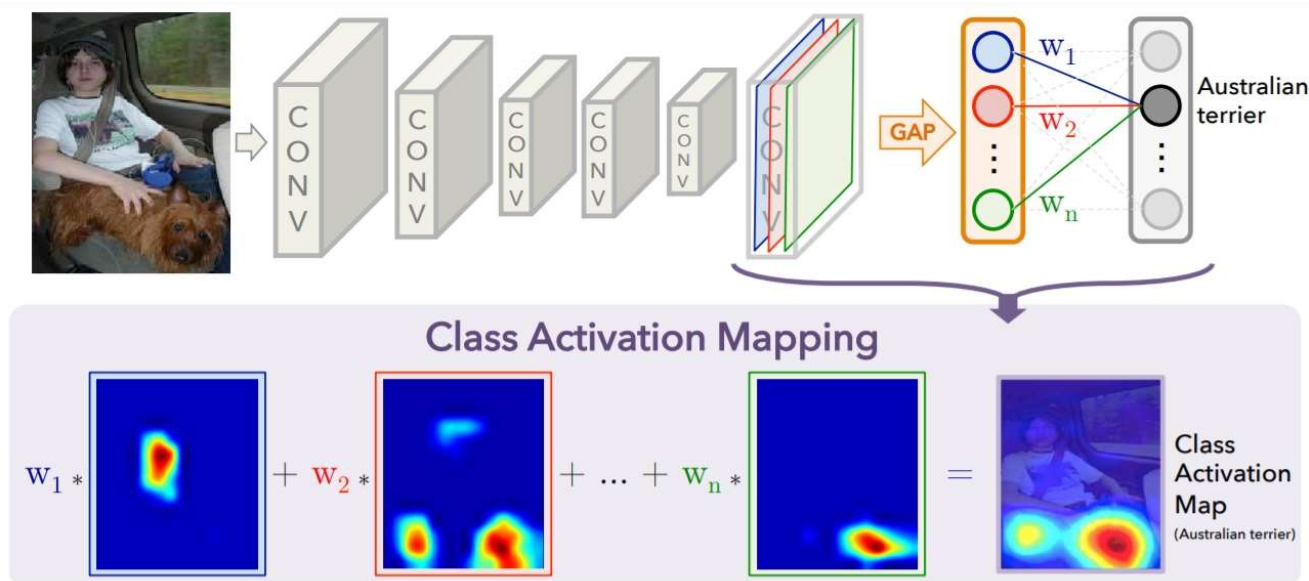 CONV
CONV
CONV
CONV
CONV
CONV
GAP
w₁
w₂
⋮
wₙ
⋮
Australian
terrier
Class Activation Mapping
w₁ * + w₂ * + ... + wₙ * =
Class
Activation
Map
(Australian terrier)